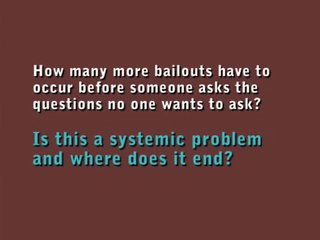 How many more bailouts have to
occur before someone asks the
questions no one wants to ask?
Is this a systemic problem
and where does it end?